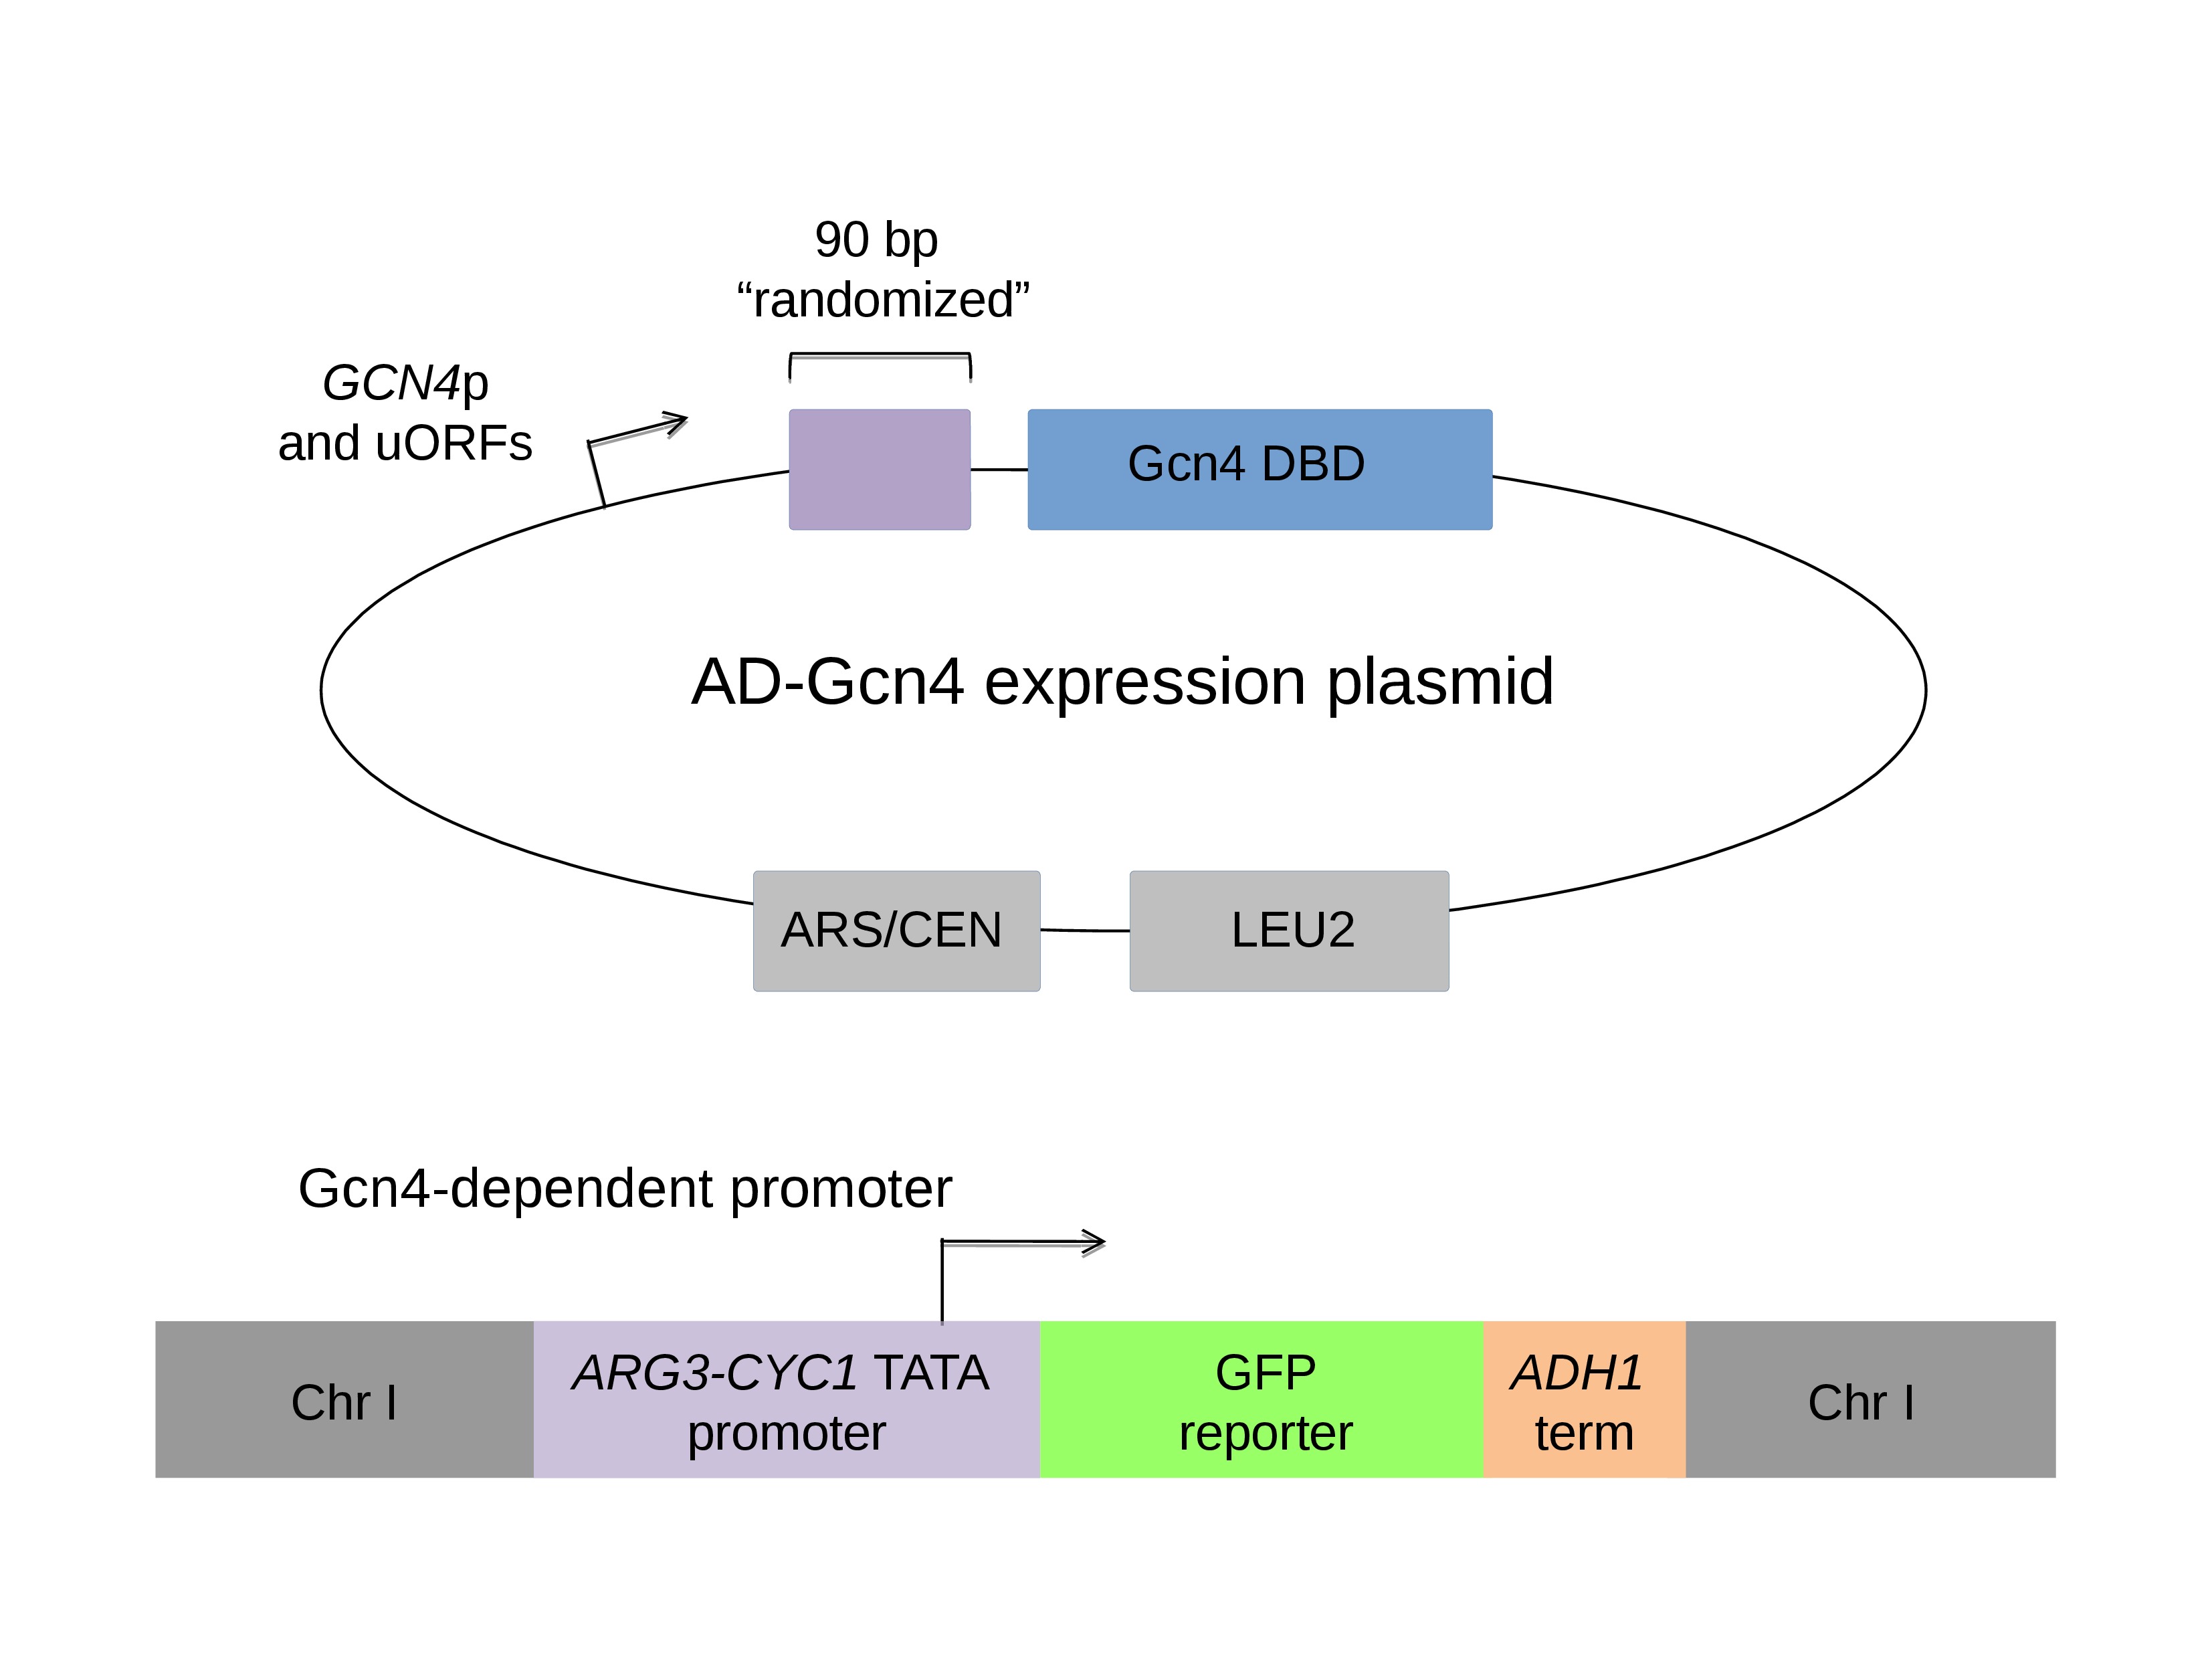 90 bp
“randomized”
GCN4p
and uORFs
Gcn4 DBD
AD-Gcn4 expression plasmid
ARS/CEN
LEU2
Gcn4-dependent promoter
Chr I
ARG3-CYC1 TATA
promoter
GFP
reporter
ADH1
term
Chr I